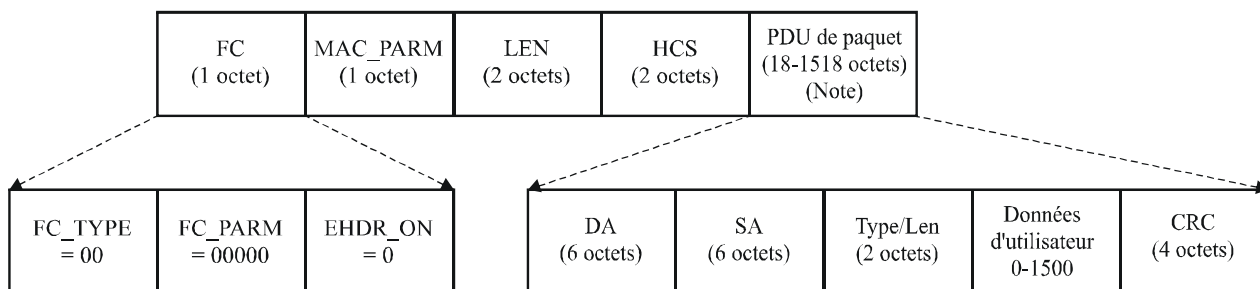 FC
(1 octet)
MAC_PARM
(1 octet)
LEN
(2 octets)
HCS
(2 octets)
PDU de paquet
(18-1518 octets)
(Note)
FC_TYPE
= 00
FC_PARM
= 00000
EHDR_ON
= 0
DA
(6 octets)
SA
(6 octets)
Type/Len
(2 octets)
Données
d'utilisateur
0-1500
CRC
(4 octets)